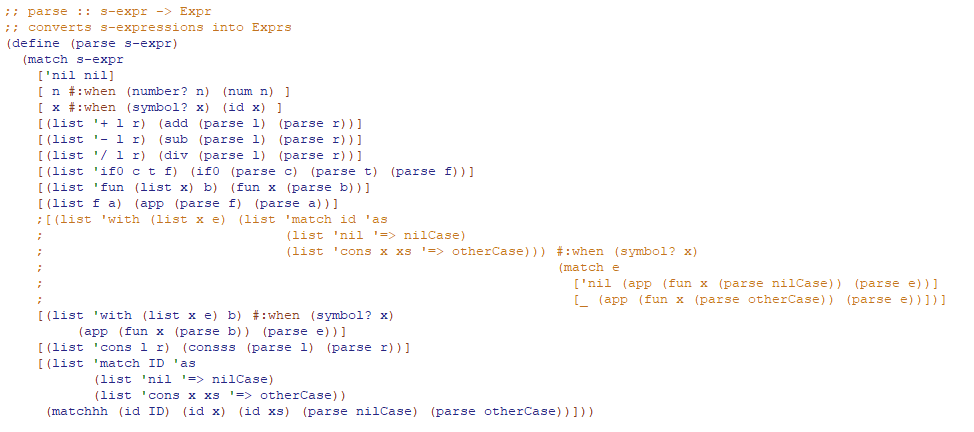 ;; parse :: s-expr -> Expr
;; converts s-expressions into Exprs
(define (parse s-expr)
  (match s-expr
    ['nil nil]
    [ n #:when (number? n) (num n) ]
    [ x #:when (symbol? x) (id x) ]
    [(list '+ l r) (add (parse l) (parse r))]
    [(list '- l r) (sub (parse l) (parse r))]
    [(list '/ l r) (div (parse l) (parse r))]
    [(list 'if0 c t f) (if0 (parse c) (parse t) (parse f))]
    [(list 'fun (list x) b) (fun x (parse b))]
    [(list f a) (app (parse f) (parse a))]
    ;[(list 'with (list x e) (list 'match id 'as
    ;                               (list 'nil '=> nilCase)
    ;                               (list 'cons x xs '=> otherCase))) #:when (symbol? x)
    ;                                                                  (match e
    ;                                                                    ['nil (app (fun x (parse nilCase)) (parse e))]
    ;                                                                    [_ (app (fun x (parse otherCase)) (parse e))])]
    [(list 'with (list x e) b) #:when (symbol? x)
         (app (fun x (parse b)) (parse e))]
    [(list 'cons l r) (consss (parse l) (parse r))]
    [(list 'match ID 'as
           (list 'nil '=> nilCase)
           (list 'cons x xs '=> otherCase))
     (matchhh (id ID) (id x) (id xs) (parse nilCase) (parse otherCase))]))